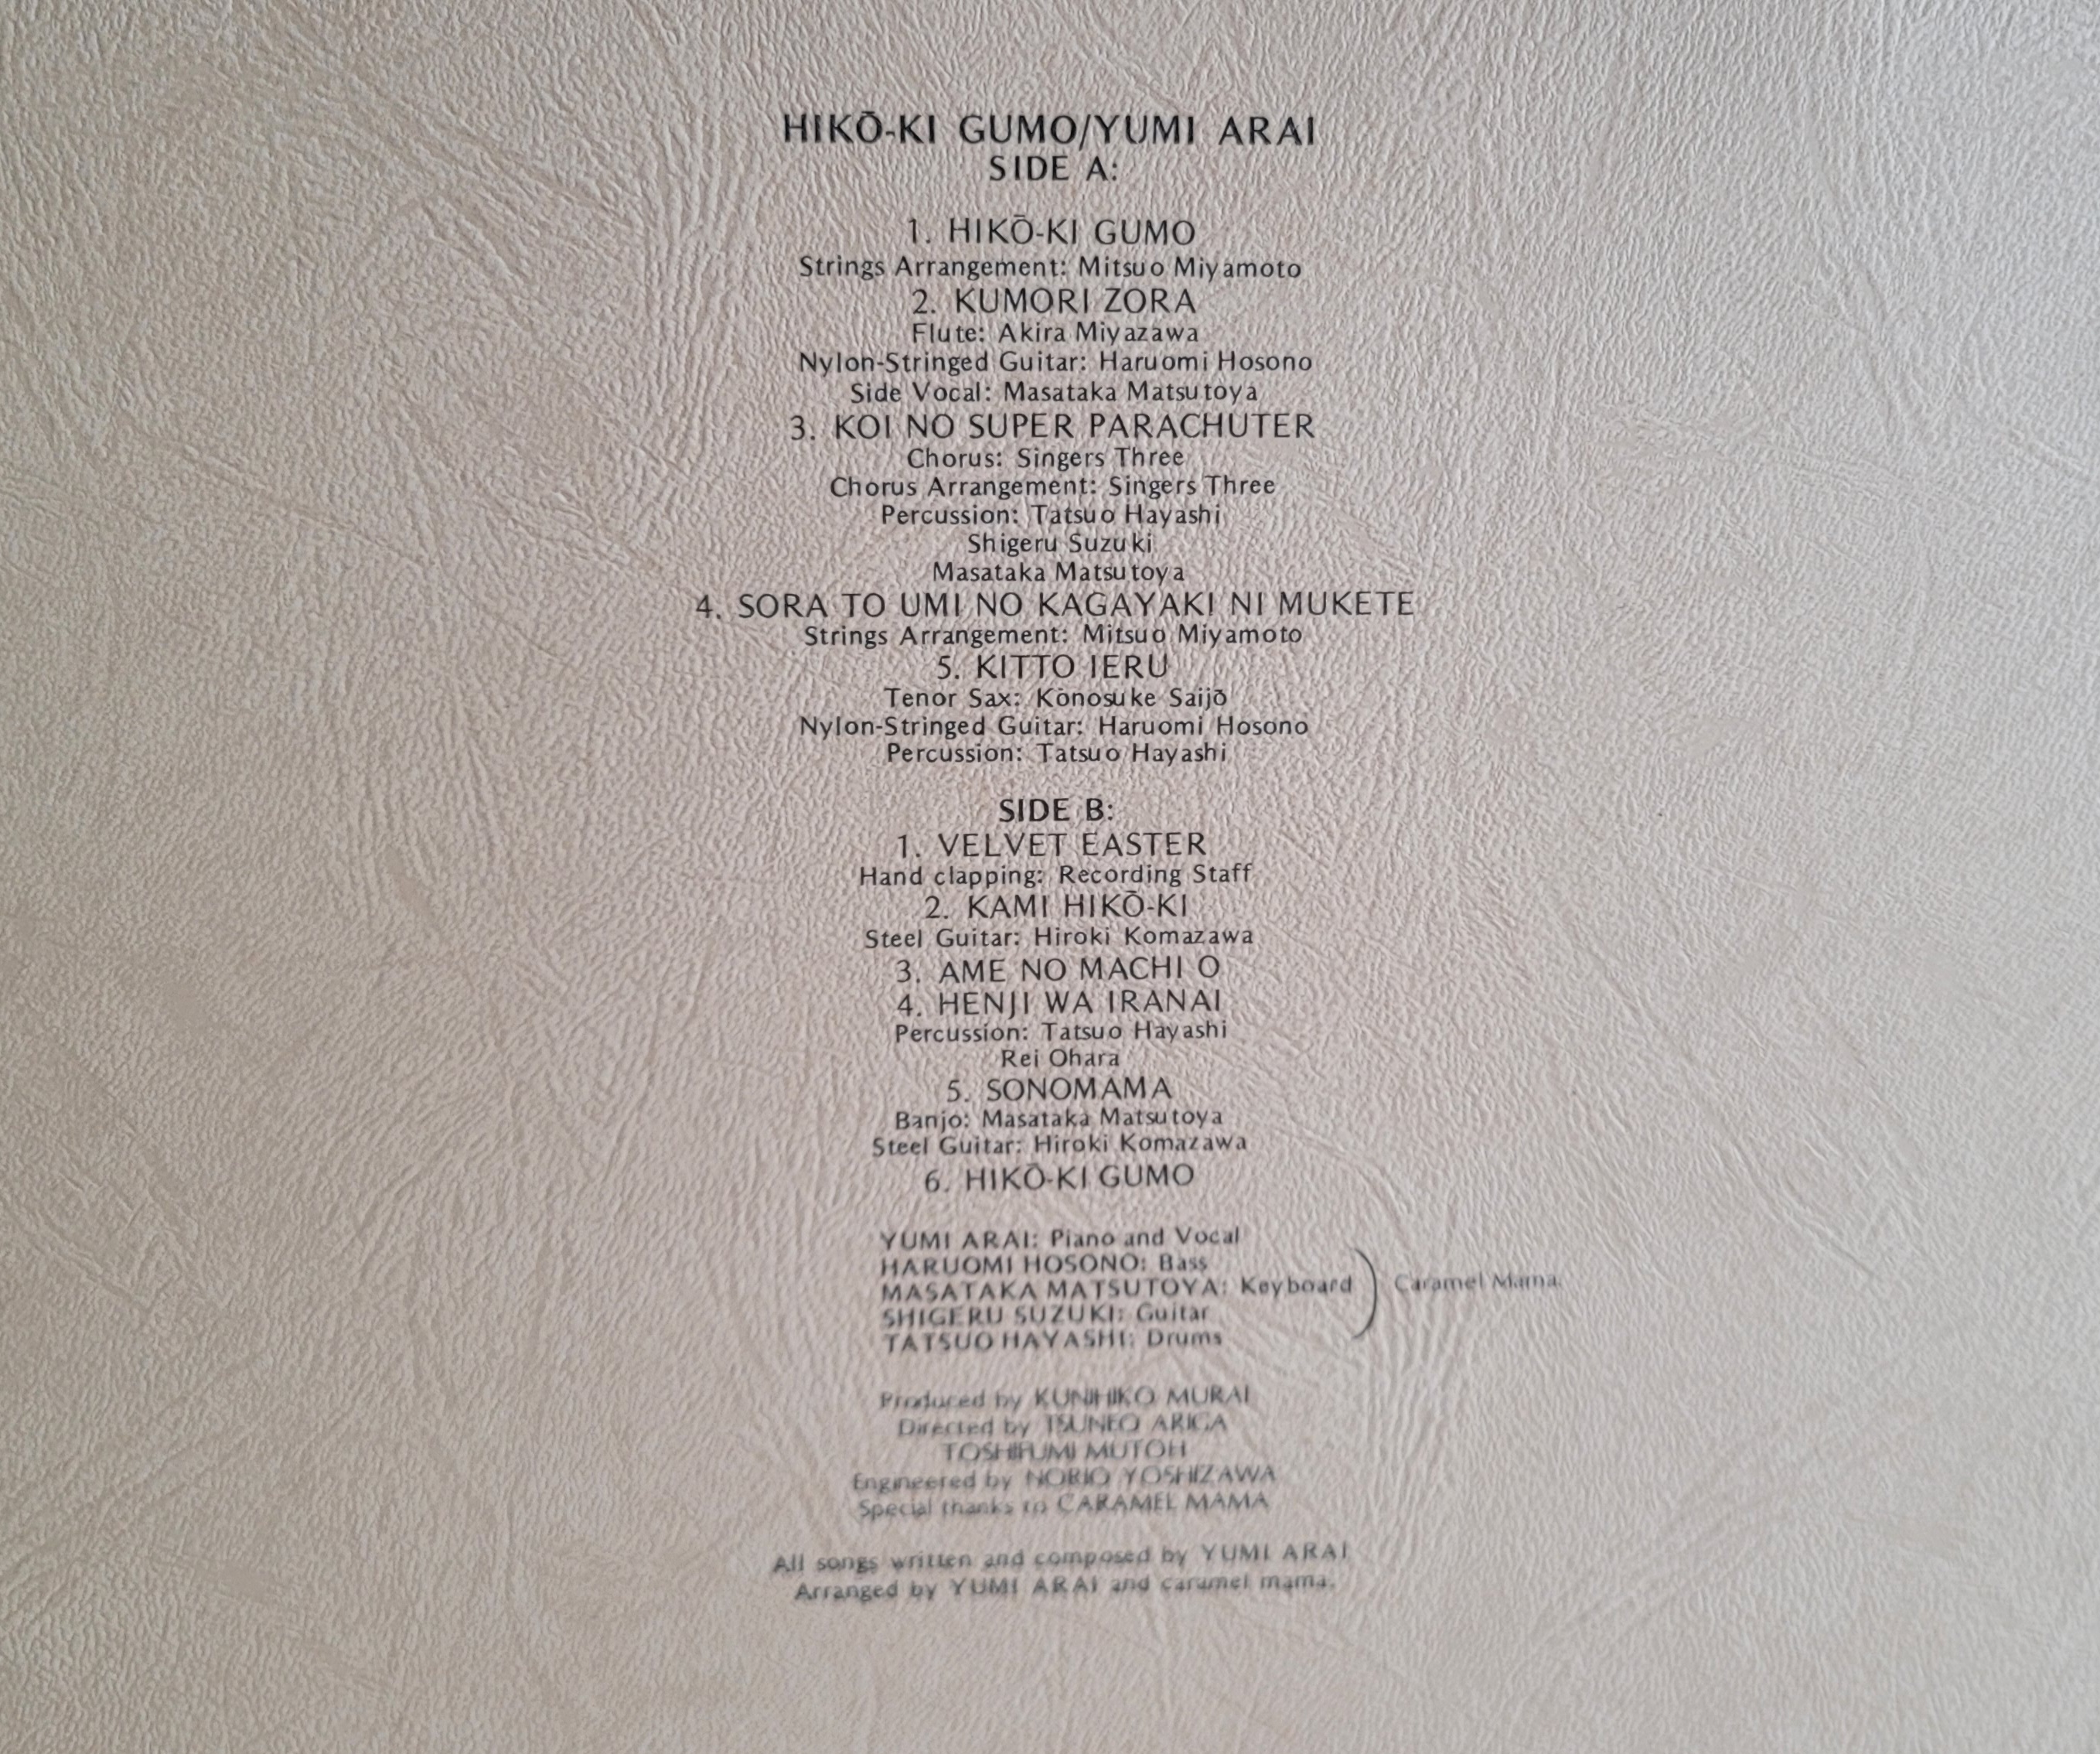 HIKŌ-KI GUMO/YUMI ARAI
SIDE A:
1. HIKŌ-KI GUMO
Strings Arrangement: Mitsuo Miyamoto
2. KUMORI ZORA
Flute: Akira Miyazawa
Nylon-Stringed Guitar: Haruomi Hosono
Side Vocal: Masataka Matsutoya
3. KOI NO SUPER PARACHUTER
Chorus: Singers Three
Chorus Arrangement: Singers Three
Percussion: Tatsuo Hayashi
Shigeru Suzuki
Masataka Matsutoya
4. SORA TO UMI NO KAGAYAKI NI MUKETE
Strings Arrangement: Mitsuo Miyamoto
5. KITTO IERU
Tenor Sax: Kōnosuke Saijō
Nylon-Stringed Guitar: Haruomi Hosono
Percussion: Tatsuo Hayashi
SIDE B:
1. VELVET EASTER
Hand clapping: Recording Staff
2. KAMI HIKŌ-KI
Steel Guitar: Hiroki Komazawa
3. AME NO MACHI O
4. HENJI WA IRANAI
Percussion: Tatsuo Hayashi
Rei Ohara
5. SONOMAMA
Banjo: Masataka Matsutoya
Steel Guitar: Hiroki Komazawa
6. HIKŌ-KI GUMO
YUMI ARAI: Piano and Vocal
HARUOMI HOSONO: Bass
MASATAKA MATSUTOYA: Keyboard ) Caramel Mama.
SHIGERU SUZUKI: Guitar
TATSUO HAYASHI: Drums
Produced by KUNIHIKO MURAI
Directed by TSUNEO ARIGA
TOSHIFUMI MUTOH
Engineered by NORIO YOSHIZAWA
Special thanks to CARAMEL MAMA
All songs written and composed by YUMI ARAI
Arranged by YUMI ARAI and caramel mama.